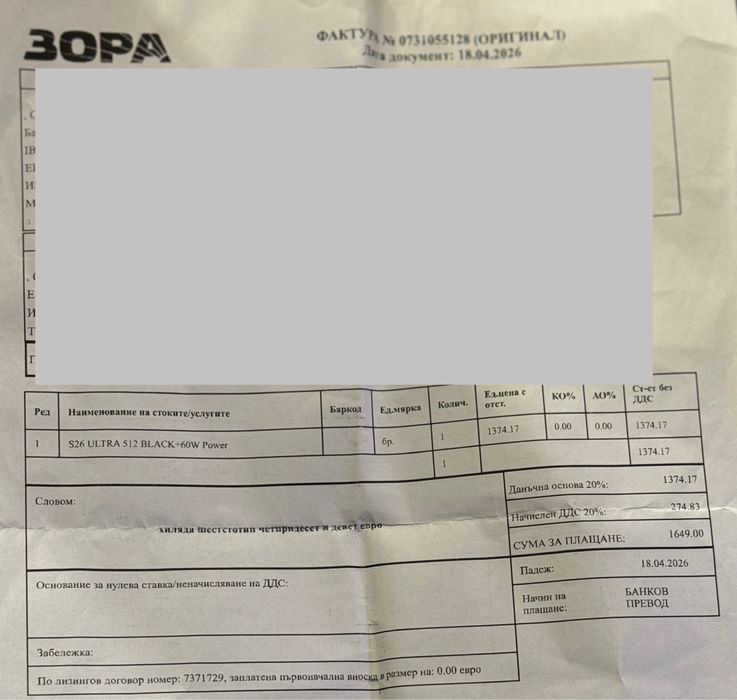 ЗОРА
ФАКТУРА № 0731055128 (ОРИГИНАЛ)
Дата документ: 18.04.2026
Ред Наименование на стоките/услугите Баркод Ед.мярка Колич. Ед.цена с отст. КО% АО% Ст-ст без ДДС
1 S26 ULTRA 512 BLACK+60W Power бр. 1 1374.17 0.00 0.00 1374.17
1 1374.17
Словом:
хиляда шестстотин четиридесет и девет евро
Данъчна основа 20%: 1374.17
Начислен ДДС 20%: 274.83
СУМА ЗА ПЛАЩАНЕ: 1649.00
Основание за нулева ставка/неначисляване на ДДС:
Падеж: 18.04.2026
Начин на плащане: БАНКОВ ПРЕВОД
Забележка:
По лизингов договор номер: 7371729, заплатена първоначална вноска в размер на: 0.00 евро